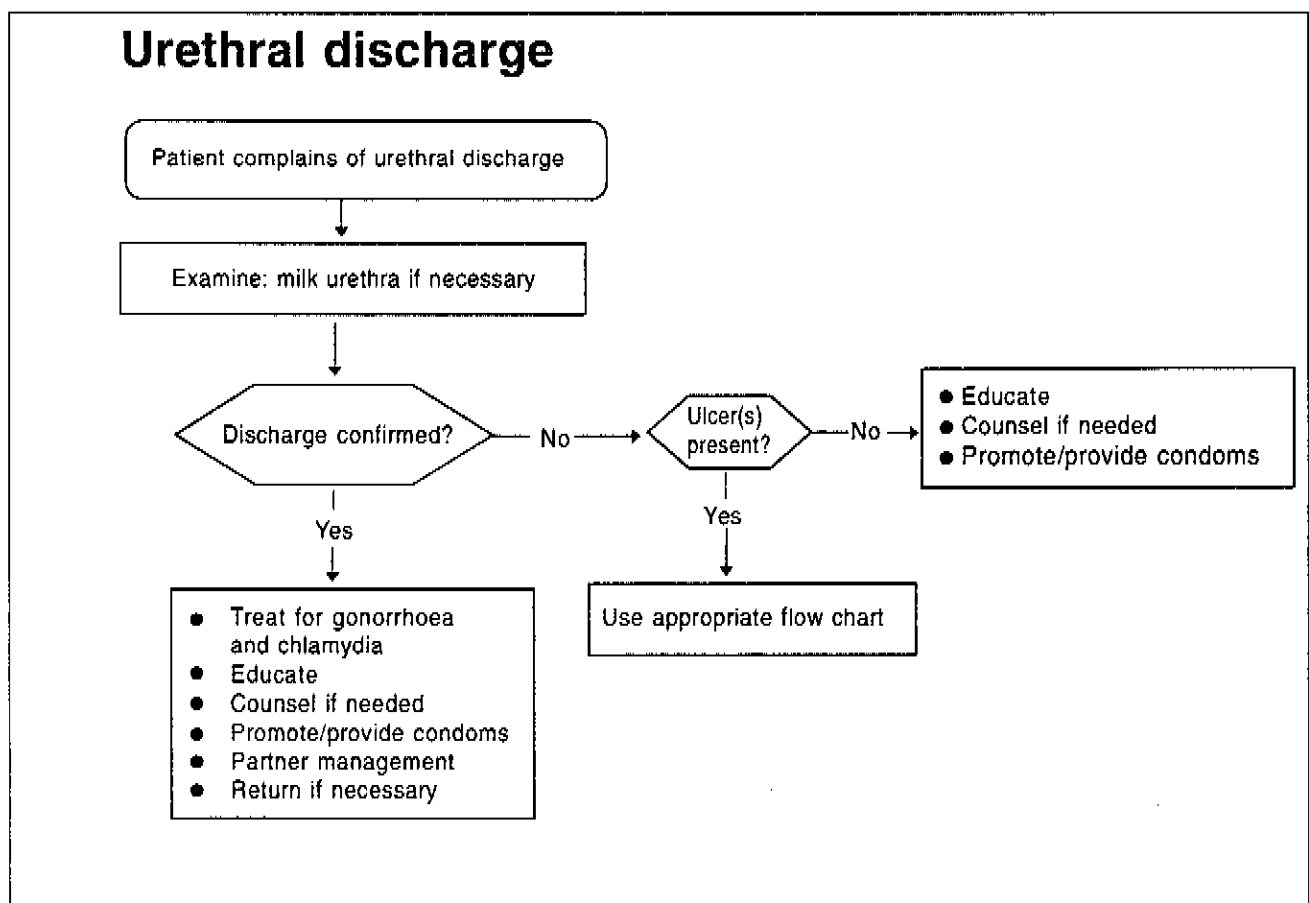 Urethral discharge
Patient complains of urethral discharge
Examine: milk urethra if necessary
Discharge confirmed?
No
Ulcer(s)
present?
No
● Educate
● Counsel if needed
● Promote/provide condoms
Yes
Yes
● Treat for gonorrhoea
and chlamydia
● Educate
● Counsel if needed
● Promote/provide condoms
● Partner management
● Return if necessary
Use appropriate flow chart